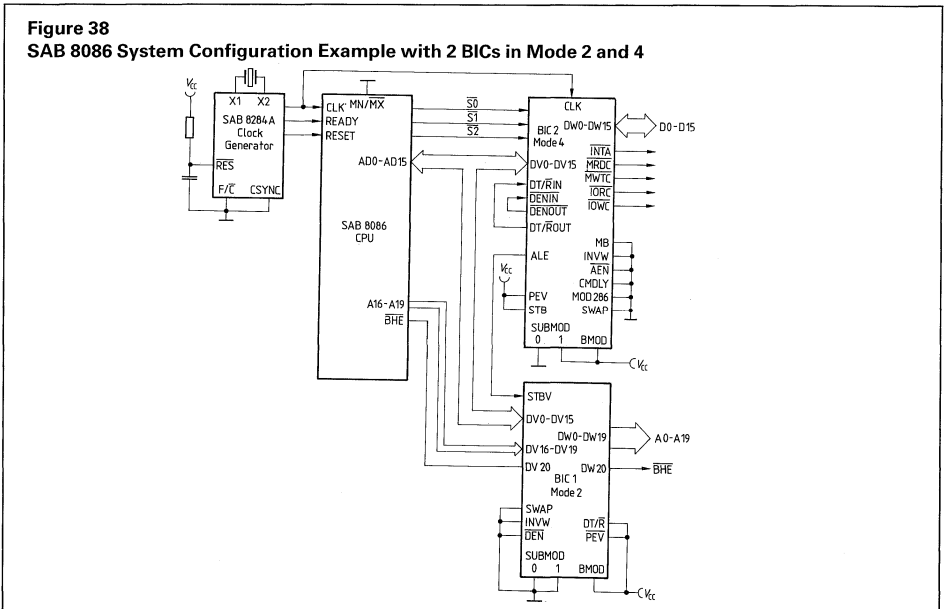 Figure 38
SAB 8086 System Configuration Example with 2 BICs in Mode 2 and 4
VCC
X1 X2
SAB 8284A
Clock
Generator
RES
F/C CSYNC
CLK MN/MX
READY
RESET
AD0-AD15
SAB 8086
CPU
A16-A19
BHE
S0
S1
S2
CLK
BIC 2
Mode 4
DW0-DW15
D0-D15
DV0-DV15
INTA
MRDC
MWTC
IORC
IOWC
DT/RIN
DENIN
DENOUT
DT/ROUT
ALE
VCC
PEV
STB
MB
INVW
AEN
CMDLY
MOD286
SWAP
SUBMOD
0 1 BMOD
VCC
STBV
DV0-DV15
DW0-DW19
A0-A19
DV16-DV19
DV20
DW20
BHE
BIC 1
Mode 2
SWAP
INVW
DEN
DT/R
PEV
SUBMOD
0 1 BMOD
VCC